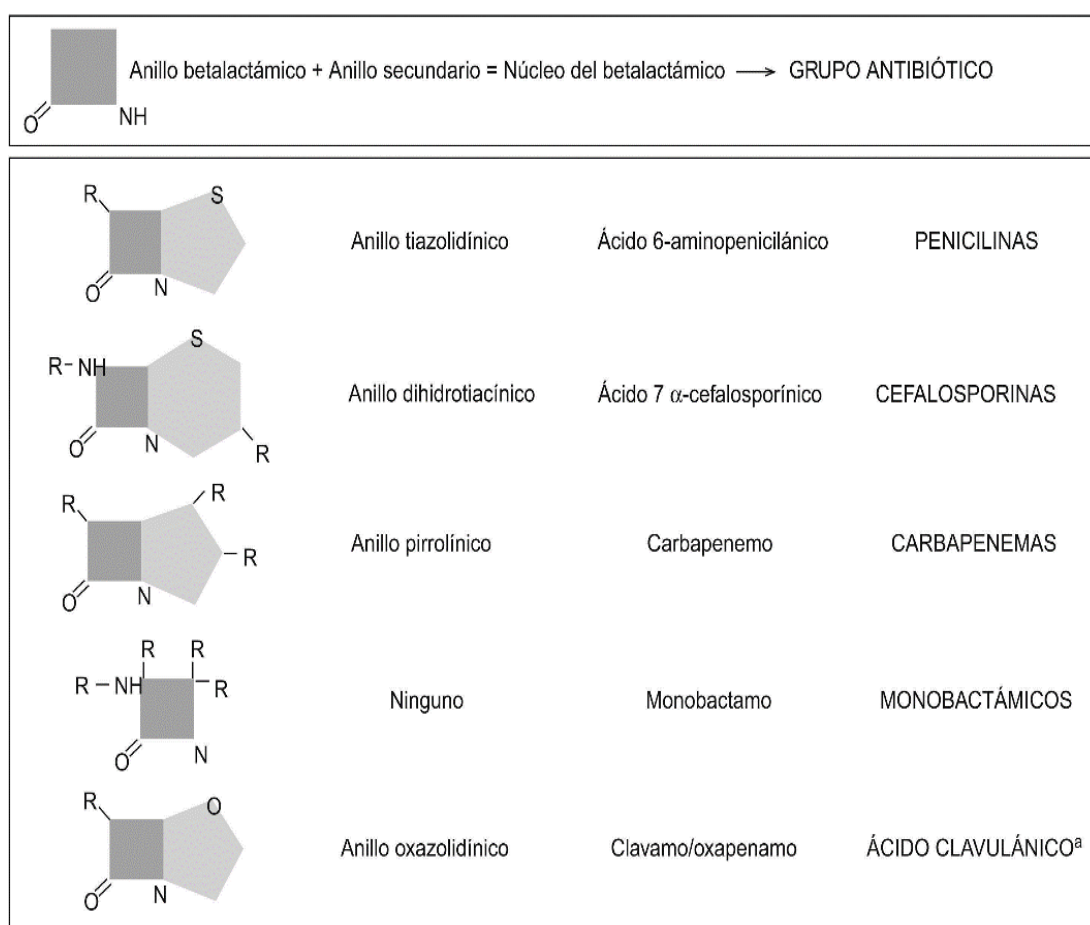 Anillo betalactámico + Anillo secundario = Núcleo del betalactámico → GRUPO ANTIBIÓTICO
O
NH
R
S
O
N
Anillo tiazolidínico Ácido 6-aminopenicilánico PENICILINAS
S
R-NH
O
N
R
Anillo dihidrotiacínico Ácido 7 α-cefalosporínico CEFALOSPORINAS
R
R
R
O
N
Anillo pirrolínico Carbapenemo CARBAPENEMAS
R R
R-NH R
O
N
Ninguno Monobactamo MONOBACTÁMICOS
R
O
O
N
Anillo oxazolidínico Clavamo/oxapenamo ÁCIDO CLAVULÁNICOᵃ